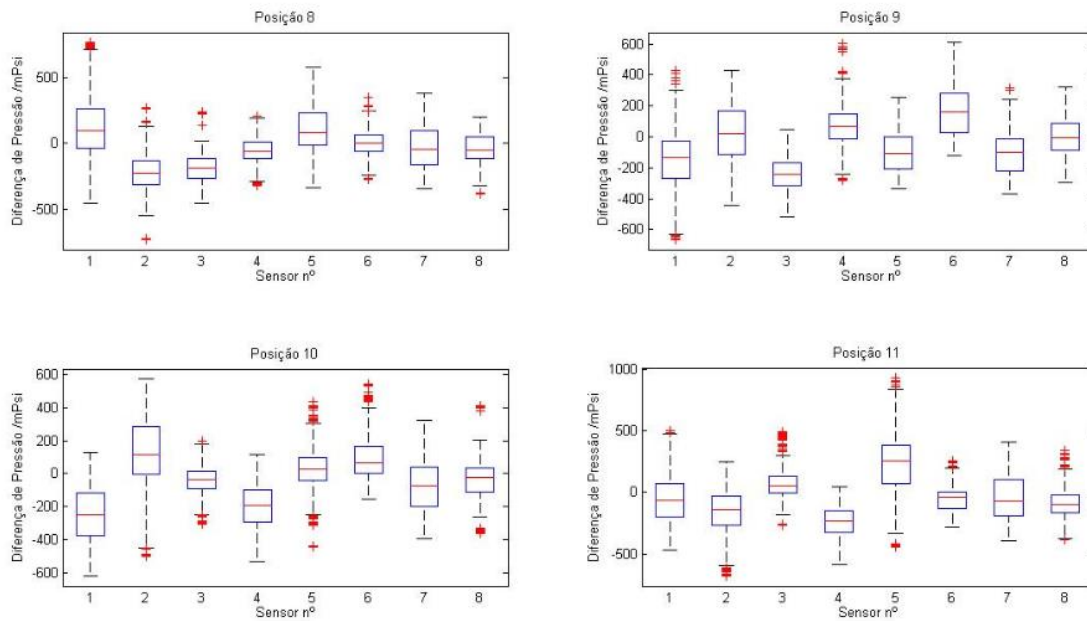 Posição 8
Diferença de Pressão /mPsi
500
0
-500
1 2 3 4 5 6 7 8
Sensor nº
Posição 9
Diferença de Pressão /mPsi
600
400
200
0
-200
-400
-600
1 2 3 4 5 6 7 8
Sensor nº
Posição 10
Diferença de Pressão /mPsi
600
400
200
0
-200
-400
-600
1 2 3 4 5 6 7 8
Sensor nº
Posição 11
Diferença de Pressão /mPsi
1000
500
0
-500
1 2 3 4 5 6 7 8
Sensor nº